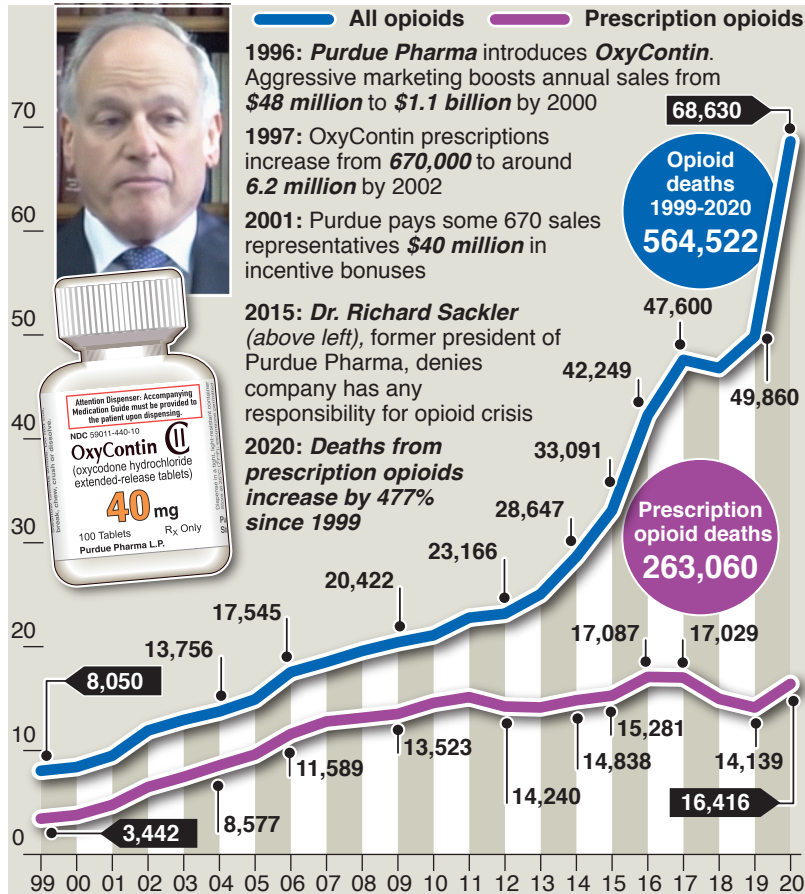 All opioids
Prescription opioids
1996: Purdue Pharma introduces OxyContin.
Aggressive marketing boosts annual sales from
$48 million to $1.1 billion by 2000
1997: OxyContin prescriptions
increase from 670,000 to around
6.2 million by 2002
2001: Purdue pays some 670 sales
representatives $40 million in
incentive bonuses
2015: Dr. Richard Sackler
(above left), former president of
Purdue Pharma, denies
company has any
responsibility for opioid crisis
2020: Deaths from
prescription opioids
increase by 477%
since 1999
Opioid
deaths
1999-2020
564,522
Prescription
opioid deaths
263,060
Attention Dispenser: Accompanying
Medication Guide must be provided to
the patient upon dispensing.
NDC 59011-440-10
OxyContin CII
(oxycodone hydrochloride
extended-release tablets)
40 mg
100 Tablets
Rx Only
Purdue Pharma L.P.
break, chew, crush or dissolve.
70
60
50
40
30
20
10
0
8,050
13,756
17,545
20,422
23,166
28,647
33,091
42,249
47,600
49,860
68,630
3,442
8,577
11,589
13,523
14,240
14,838
15,281
17,087
17,029
14,139
16,416
99 00 01 02 03 04 05 06 07 08 09 10 11 12 13 14 15 16 17 18 19 20